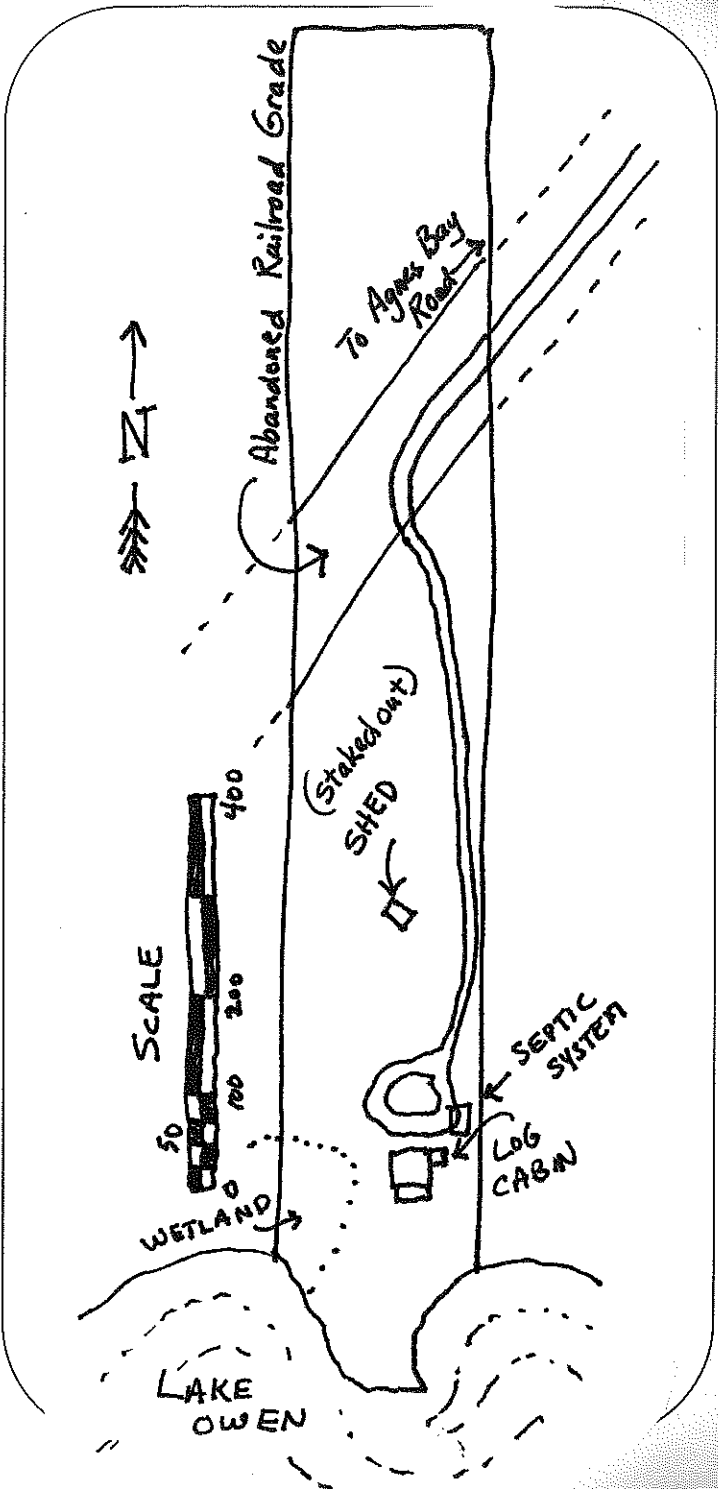 Abandoned Railroad Grade
To Agnes Bay
Road
N
(Staked out)
SHED
SCALE
0
50
100
200
400
SEPTIC
SYSTEM
LOG
CABIN
WETLAND
LAKE
OWEN